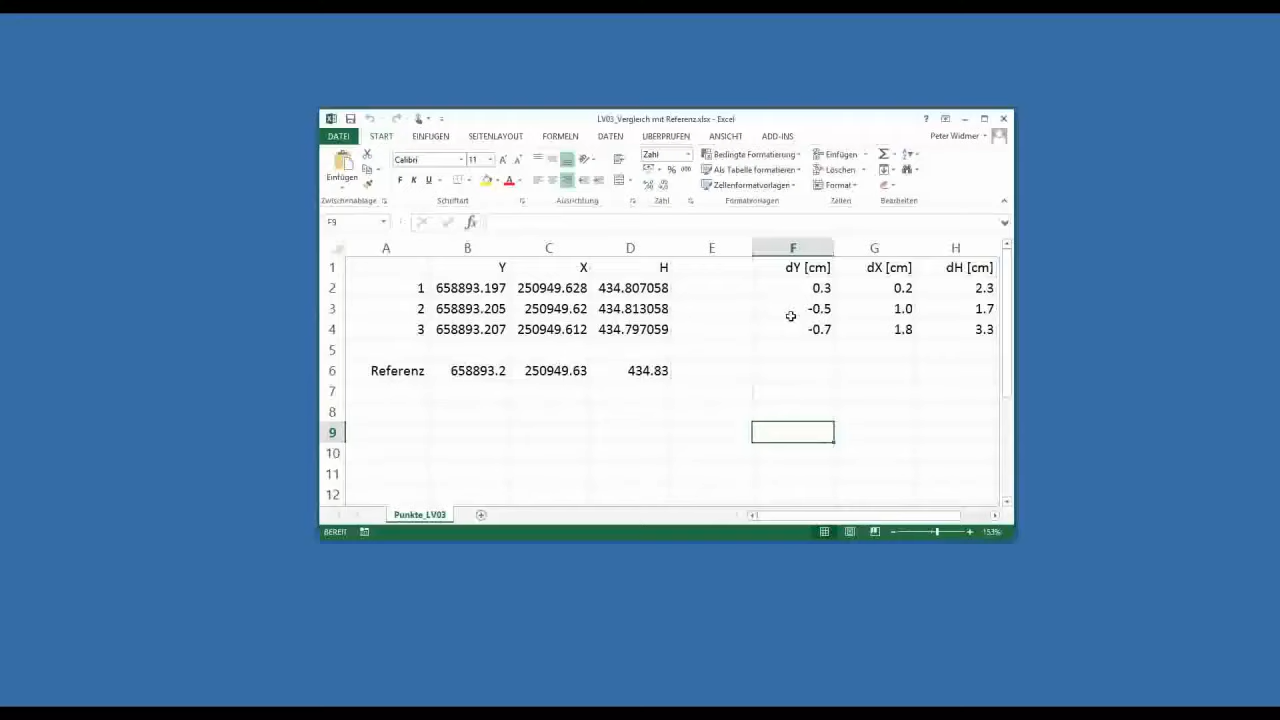 LV03_Vergleich mit Referenz.xlsx - Excel
DATEI START EINFÜGEN SEITENLAYOUT FORMELN DATEN ÜBERPRÜFEN ANSICHT ADD-INS Peter Widmer
Einfügen
Calibri 11
F K U
Zahl
% 000
Bedingte Formatierung
Als Tabelle formatieren
Zellenformatvorlagen
Einfügen
Löschen
Format
Zwischenablage Schriftart Ausrichtung Zahl Formatvorlagen Zellen Bearbeiten
F9 fx
A B C D E F G H
1 Y X H dY [cm] dX [cm] dH [cm]
2 1 658893.197 250949.628 434.807058 0.3 0.2 2.3
3 2 658893.205 250949.62 434.813058 -0.5 1.0 1.7
4 3 658893.207 250949.612 434.797059 -0.7 1.8 3.3
5
6 Referenz 658893.2 250949.63 434.83
7
8
9
10
11
12
Punkte_LV03
BEREIT 153%